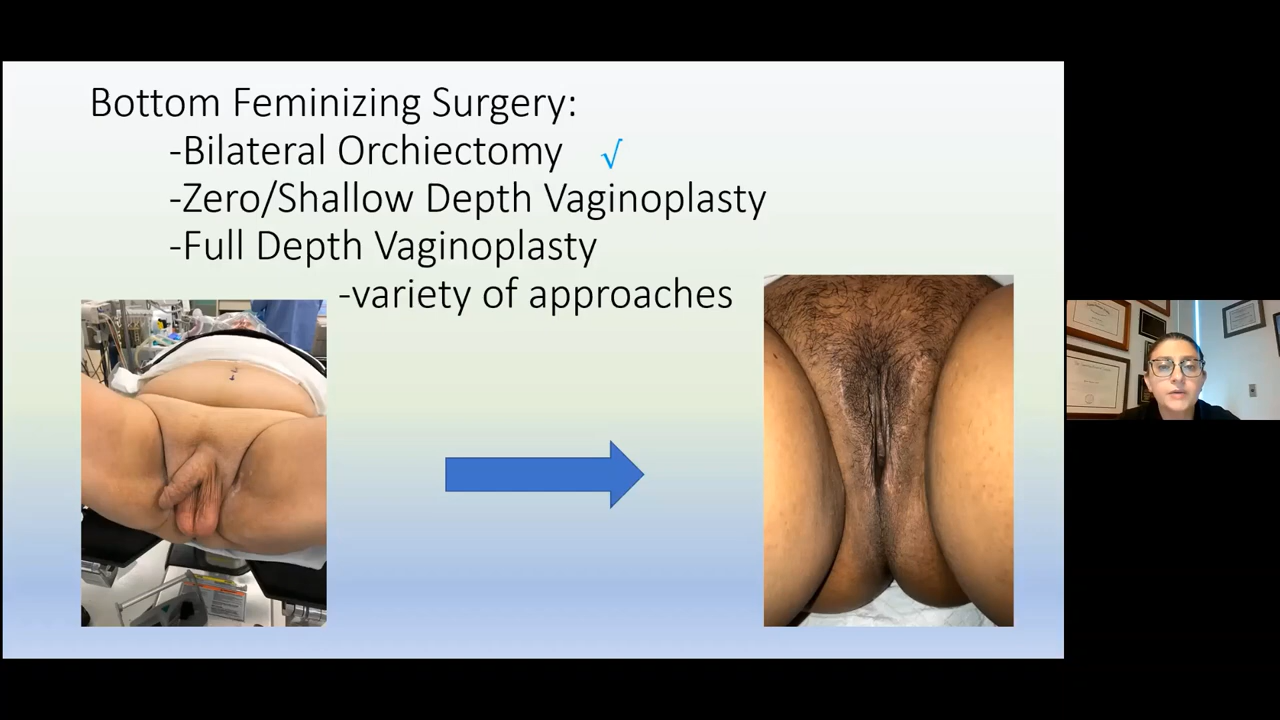 Bottom Feminizing Surgery:
-Bilateral Orchiectomy √
-Zero/Shallow Depth Vaginoplasty
-Full Depth Vaginoplasty
-variety of approaches